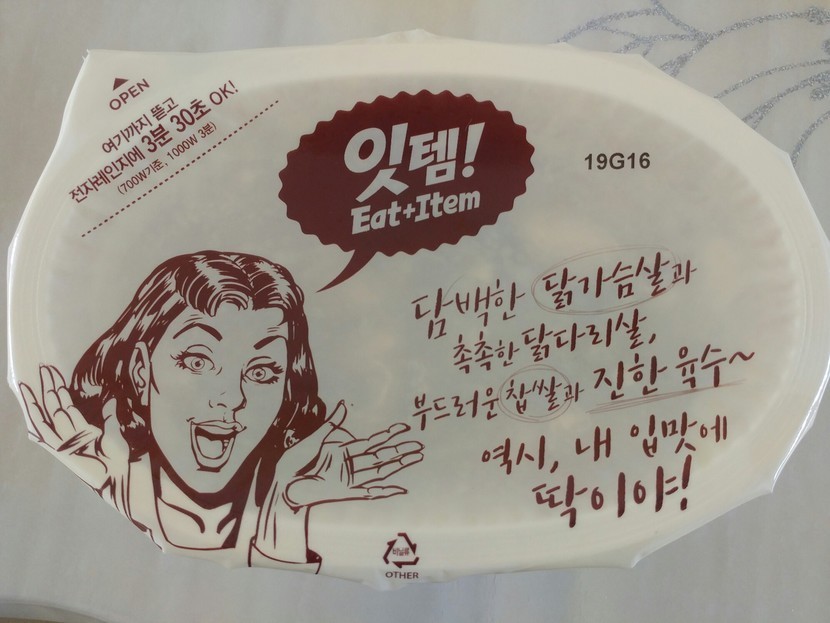 OPEN
여기까지 뜯고
전자레인지에 3분 30초 OK!
(700W기준, 1000W 3분)
잇템!
Eat+Item
19G16
담백한 닭가슴살과
촉촉한 닭다리살,
부드러운 찹쌀과 진한 육수~
역시, 내 입맛에
딱이야!
비닐류
OTHER